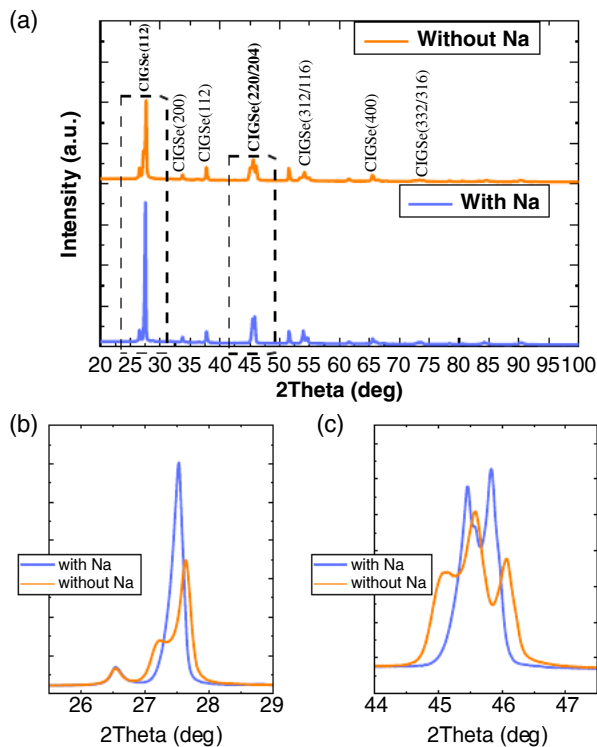 (a)
Without Na
CIGSe(112)
CIGSe(200)
CIGSe(112)
CIGSe(220/204)
CIGSe(312/116)
CIGSe(400)
CIGSe(332/316)
With Na
Intensity (a.u.)
20 25 30 35 40 45 50 55 60 65 70 75 80 85 90 95 100
2Theta (deg)
(b)
with Na
without Na
26 27 28 29
2Theta (deg)
(c)
with Na
without Na
44 45 46 47
2Theta (deg)